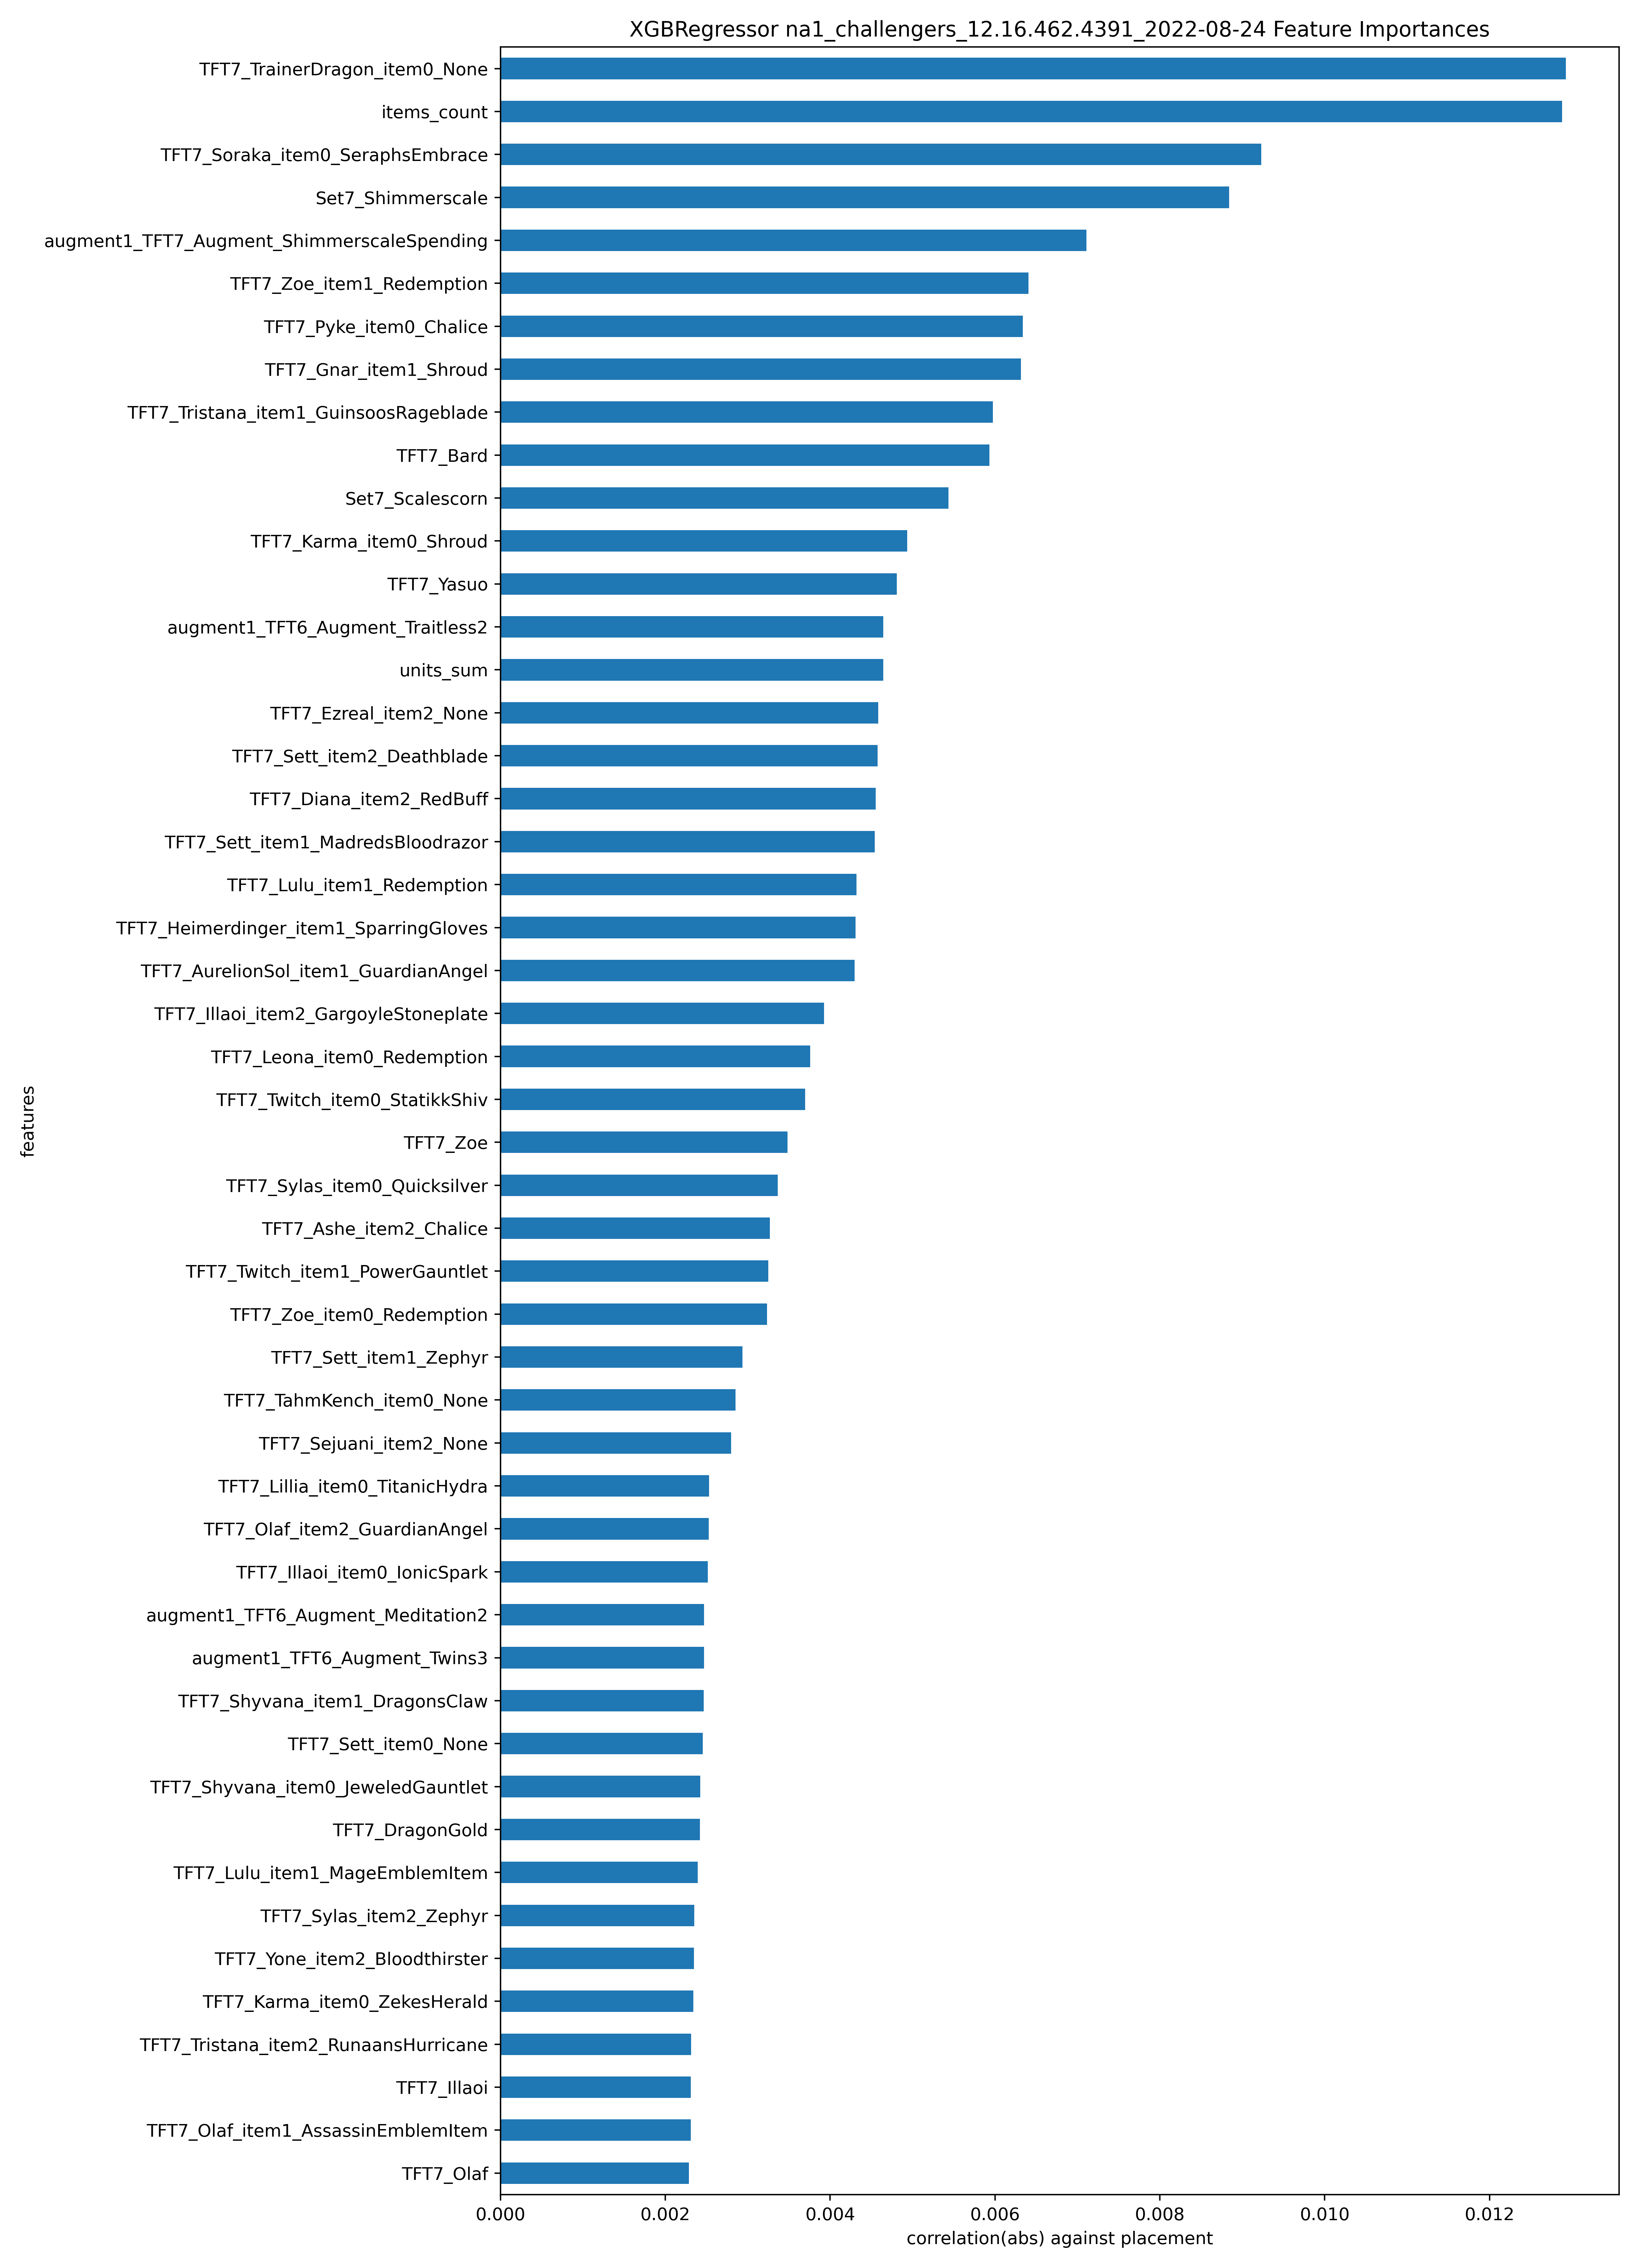 XGBRegressor na1_challengers_12.16.462.4391_2022-08-24 Feature Importances
TFT7_TrainerDragon_item0_None
items_count
TFT7_Soraka_item0_SeraphsEmbrace
Set7_Shimmerscale
augment1_TFT7_Augment_ShimmerscaleSpending
TFT7_Zoe_item1_Redemption
TFT7_Pyke_item0_Chalice
TFT7_Gnar_item1_Shroud
TFT7_Tristana_item1_GuinsoosRageblade
TFT7_Bard
Set7_Scalescorn
TFT7_Karma_item0_Shroud
TFT7_Yasuo
augment1_TFT6_Augment_Traitless2
units_sum
TFT7_Ezreal_item2_None
TFT7_Sett_item2_Deathblade
TFT7_Diana_item2_RedBuff
TFT7_Sett_item1_MadredsBloodrazor
TFT7_Lulu_item1_Redemption
TFT7_Heimerdinger_item1_SparringGloves
TFT7_AurelionSol_item1_GuardianAngel
TFT7_Illaoi_item2_GargoyleStoneplate
TFT7_Leona_item0_Redemption
TFT7_Twitch_item0_StatikkShiv
TFT7_Zoe
TFT7_Sylas_item0_Quicksilver
TFT7_Ashe_item2_Chalice
TFT7_Twitch_item1_PowerGauntlet
TFT7_Zoe_item0_Redemption
TFT7_Sett_item1_Zephyr
TFT7_TahmKench_item0_None
TFT7_Sejuani_item2_None
TFT7_Lillia_item0_TitanicHydra
TFT7_Olaf_item2_GuardianAngel
TFT7_Illaoi_item0_IonicSpark
augment1_TFT6_Augment_Meditation2
augment1_TFT6_Augment_Twins3
TFT7_Shyvana_item1_DragonsClaw
TFT7_Sett_item0_None
TFT7_Shyvana_item0_JeweledGauntlet
TFT7_DragonGold
TFT7_Lulu_item1_MageEmblemItem
TFT7_Sylas_item2_Zephyr
TFT7_Yone_item2_Bloodthirster
TFT7_Karma_item0_ZekesHerald
TFT7_Tristana_item2_RunaansHurricane
TFT7_Illaoi
TFT7_Olaf_item1_AssassinEmblemItem
TFT7_Olaf
features
0.000 0.002 0.004 0.006 0.008 0.010 0.012
correlation(abs) against placement